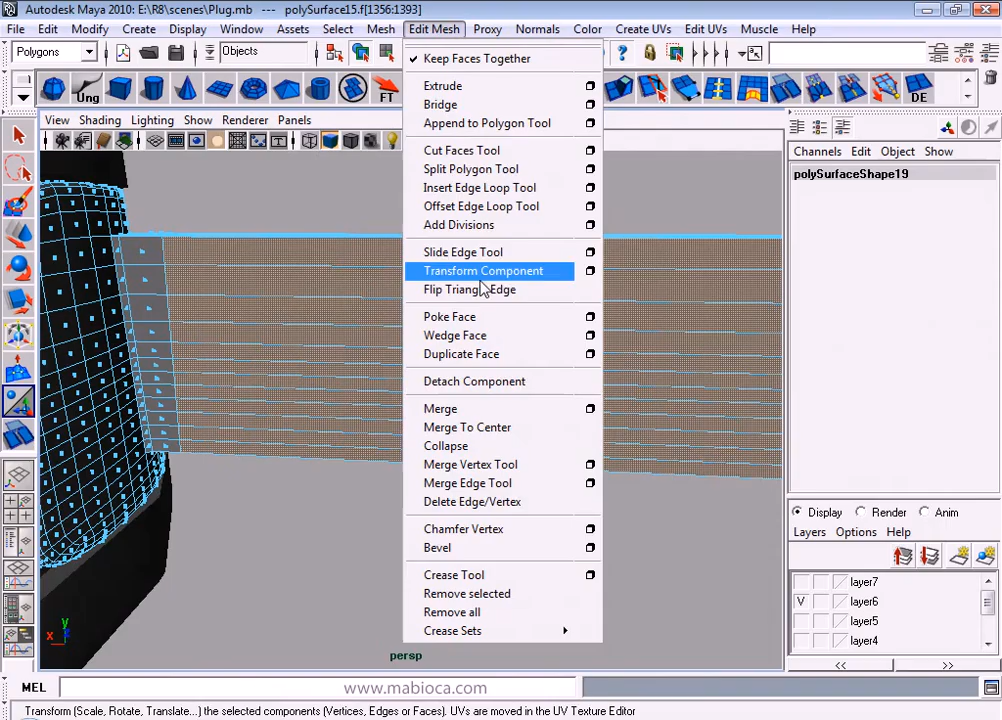 Autodesk Maya 2010: E:\R8\scenes\Plug.mb --- polySurface15.f[1356:1393]
File Edit Modify Create Display Window Assets Select Mesh Edit Mesh Proxy Normals Color Create UVs Edit UVs Muscle Help
Polygons Objects
Ung FT DE
View Shading Lighting Show Renderer Panels
Keep Faces Together
Extrude
Bridge
Append to Polygon Tool
Cut Faces Tool
Split Polygon Tool
Insert Edge Loop Tool
Offset Edge Loop Tool
Add Divisions
Slide Edge Tool
Transform Component
Flip Triangle Edge
Poke Face
Wedge Face
Duplicate Face
Detach Component
Merge
Merge To Center
Collapse
Merge Vertex Tool
Merge Edge Tool
Delete Edge/Vertex
Chamfer Vertex
Bevel
Crease Tool
Remove selected
Remove all
Crease Sets
Channels Edit Object Show
polySurfaceShape19
Display Render Anim
Layers Options Help
layer7
V layer6
layer5
layer4
<< >>
y
x z
persp
MEL www.mabioca.com
Transform (Scale, Rotate, Translate...) the selected components (Vertices, Edges or Faces). UVs are moved in the UV Texture Editor